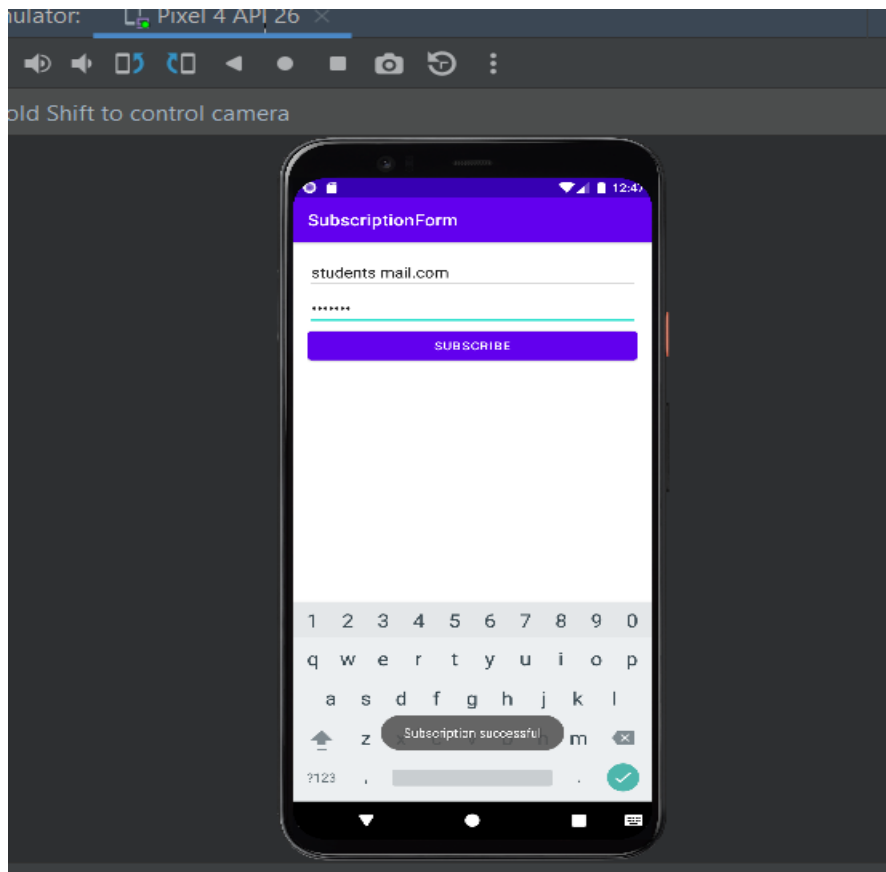 ulator: Pixel 4 API 26
old Shift to control camera
12:47
SubscriptionForm
students mail.com
•••••••
SUBSCRIBE
1 2 3 4 5 6 7 8 9 0
q w e r t y u i o p
a s d f g h j k l
z m
Subscription successful
?123 , .